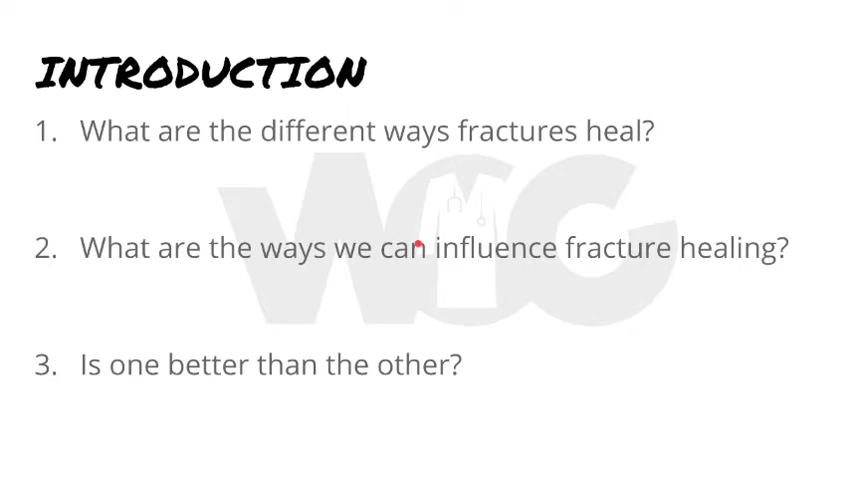 INTRODUCTION
1. What are the different ways fractures heal?
2. What are the ways we can influence fracture healing?
3. Is one better than the other?